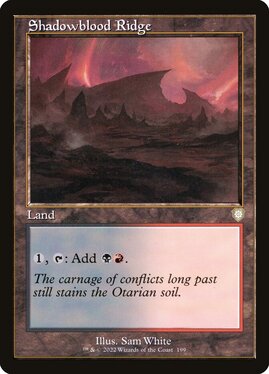 Shadowblood Ridge
Land
1, : Add .
The carnage of conflicts long past
still stains the Otarian soil.
Illus. Sam White
™ & © 2022 Wizards of the Coast 199